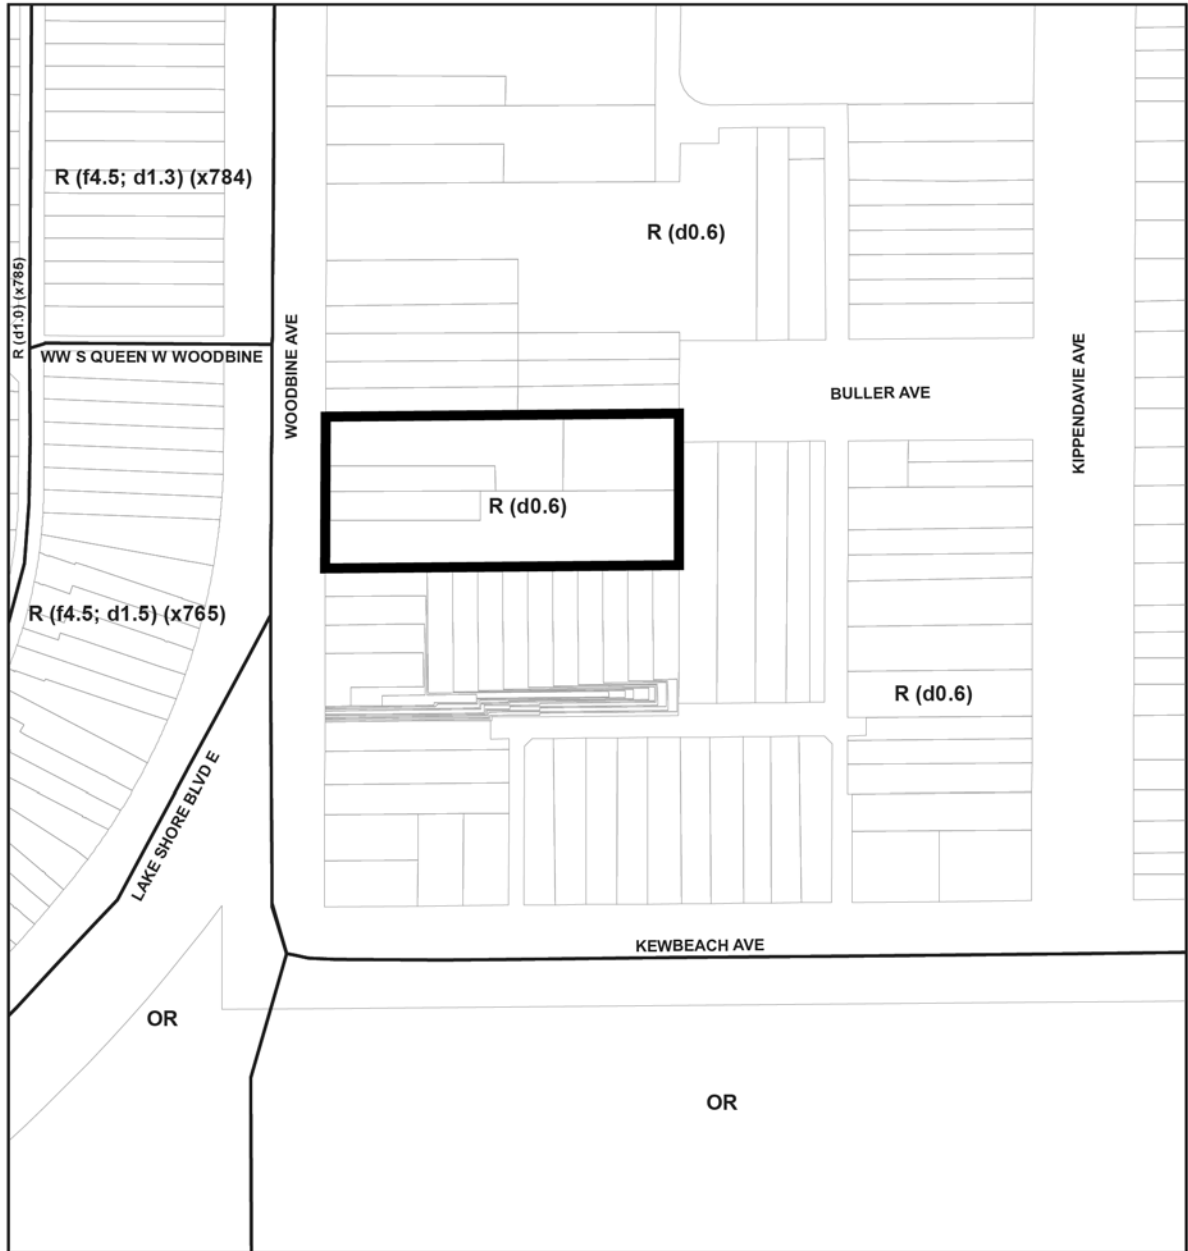 R (f4.5; d1.3) (x784)
R (d0.6)
R (d1.0) (x785)
WW S QUEEN W WOODBINE
WOODBINE AVE
BULLER AVE
KIPPENDAVIE AVE
R (d0.6)
R (f4.5; d1.5) (x765)
R (d0.6)
LAKE SHORE BLVD E
KEWBEACH AVE
OR
OR